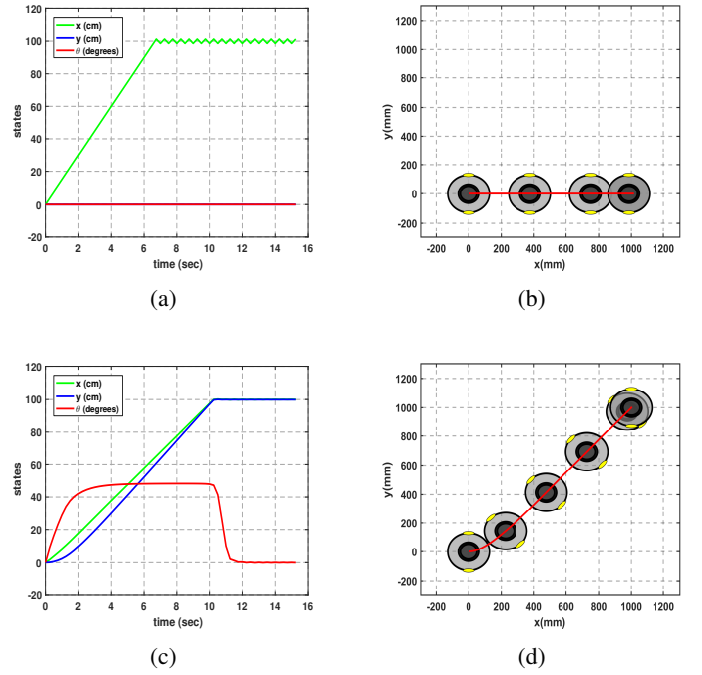 120
100
80
60
40
20
0
-20
states
x (cm)
y (cm)
θ (degrees)
0 2 4 6 8 10 12 14 16
time (sec)
(a)
1200
1000
800
600
400
200
0
-200
y(mm)
-200 0 200 400 600 800 1000 1200
x(mm)
(b)
120
100
80
60
40
20
0
-20
states
x (cm)
y (cm)
θ (degrees)
0 2 4 6 8 10 12 14 16
time (sec)
(c)
1200
1000
800
600
400
200
0
-200
y(mm)
-200 0 200 400 600 800 1000 1200
x(mm)
(d)